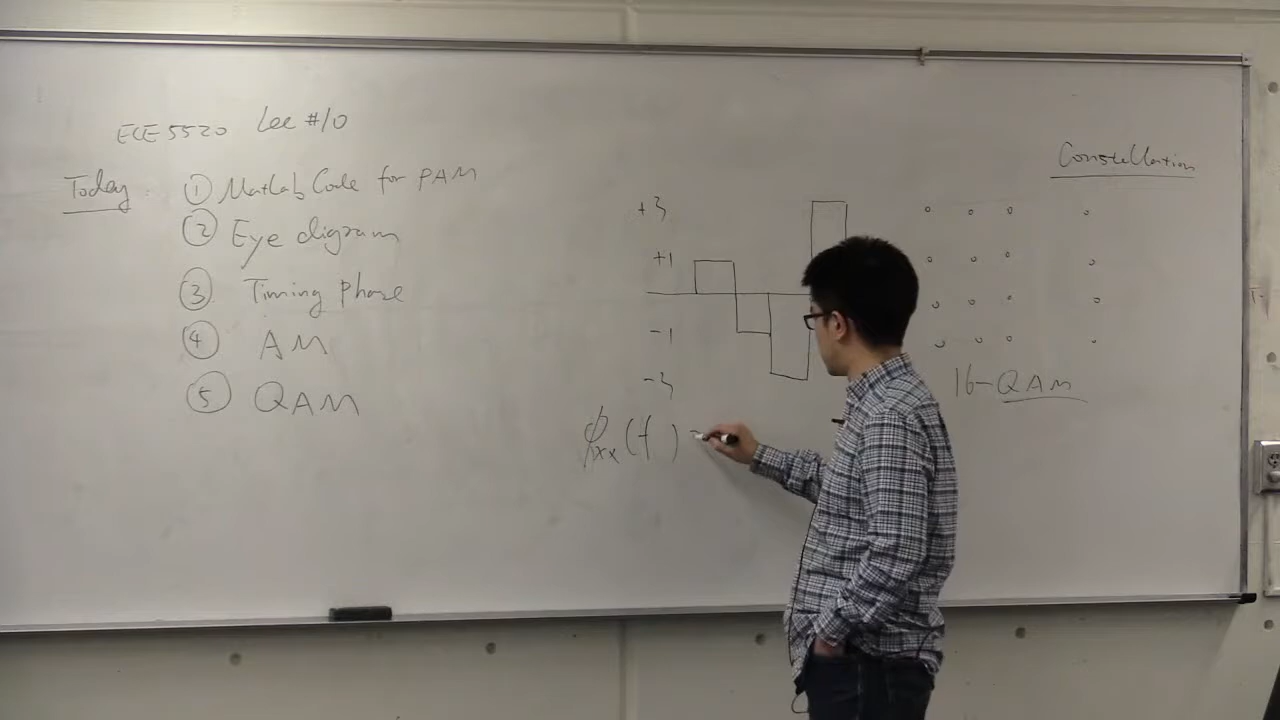 ECE 5520 Lec #10
Today: ① Matlab Code for PAM
② Eye digram
③ Timing Phase
④ AM
⑤ QAM
Constellation
+3
+1
-1
-3
16-QAM
ϕxx(f) =